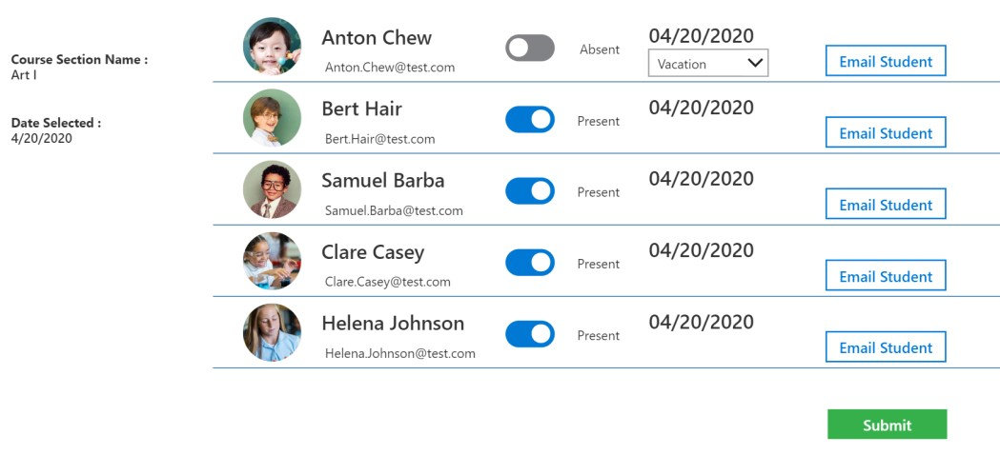 Course Section Name :
Art I
Date Selected :
4/20/2020
Anton Chew
Anton.Chew@test.com
Absent
04/20/2020
Vacation
Email Student
Bert Hair
Bert.Hair@test.com
Present
04/20/2020
Email Student
Samuel Barba
Samuel.Barba@test.com
Present
04/20/2020
Email Student
Clare Casey
Clare.Casey@test.com
Present
04/20/2020
Email Student
Helena Johnson
Helena.Johnson@test.com
Present
04/20/2020
Email Student
Submit